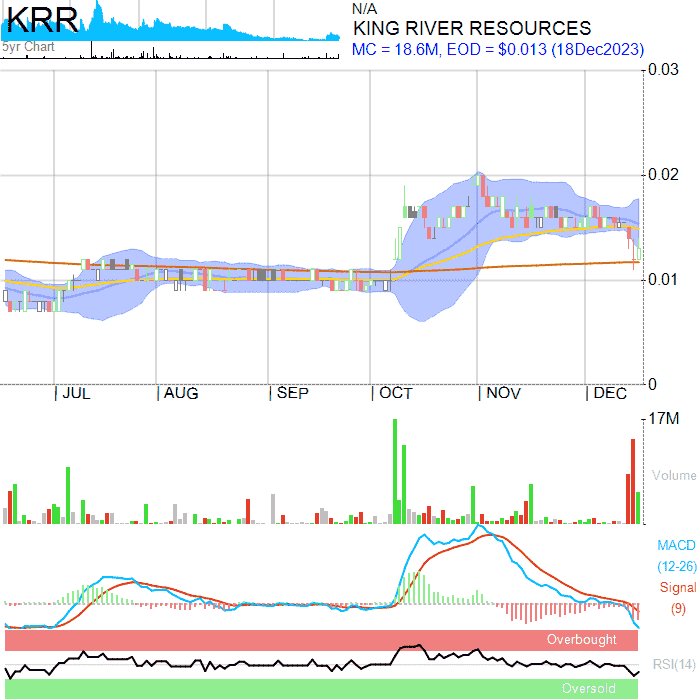 KRR
5yr Chart
N/A
KING RIVER RESOURCES
MC = 18.6M, EOD = $0.013 (18Dec2023)
0.03
0.02
0.01
0
| JUL | AUG | SEP | OCT | NOV | DEC
17M
Volume
MACD
(12-26)
Signal
(9)
Overbought
RSI(14)
Oversold